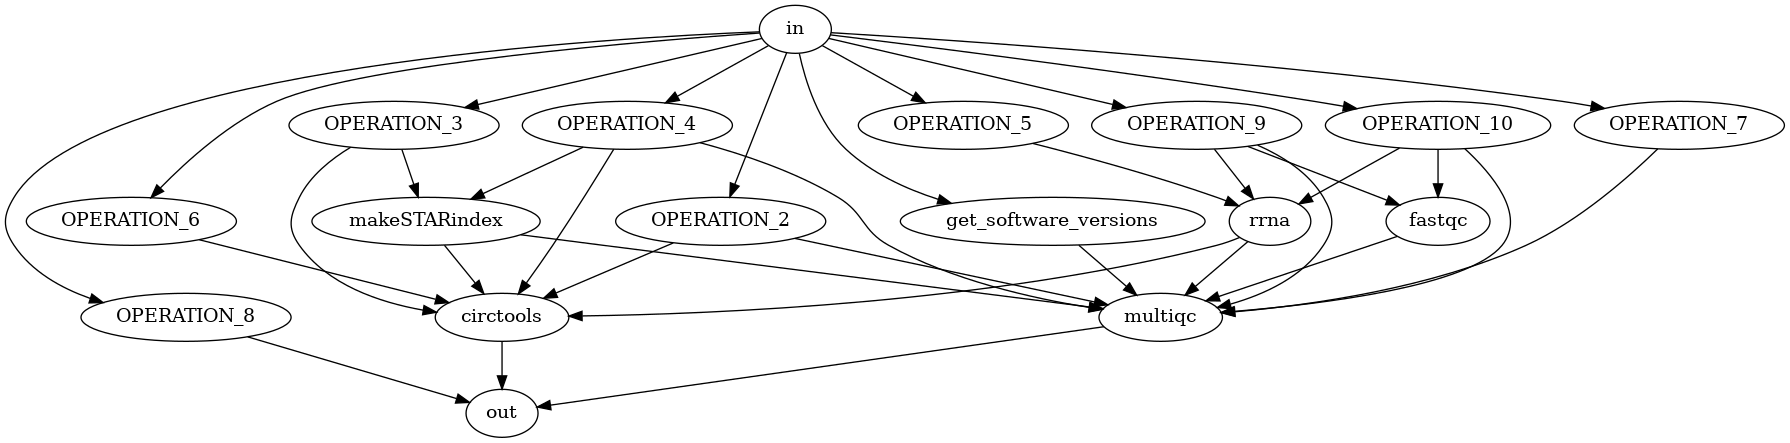 in
OPERATION_3
OPERATION_4
OPERATION_5
OPERATION_9
OPERATION_10
OPERATION_7
OPERATION_6
makeSTARindex
OPERATION_2
get_software_versions
rrna
fastqc
OPERATION_8
circtools
multiqc
out